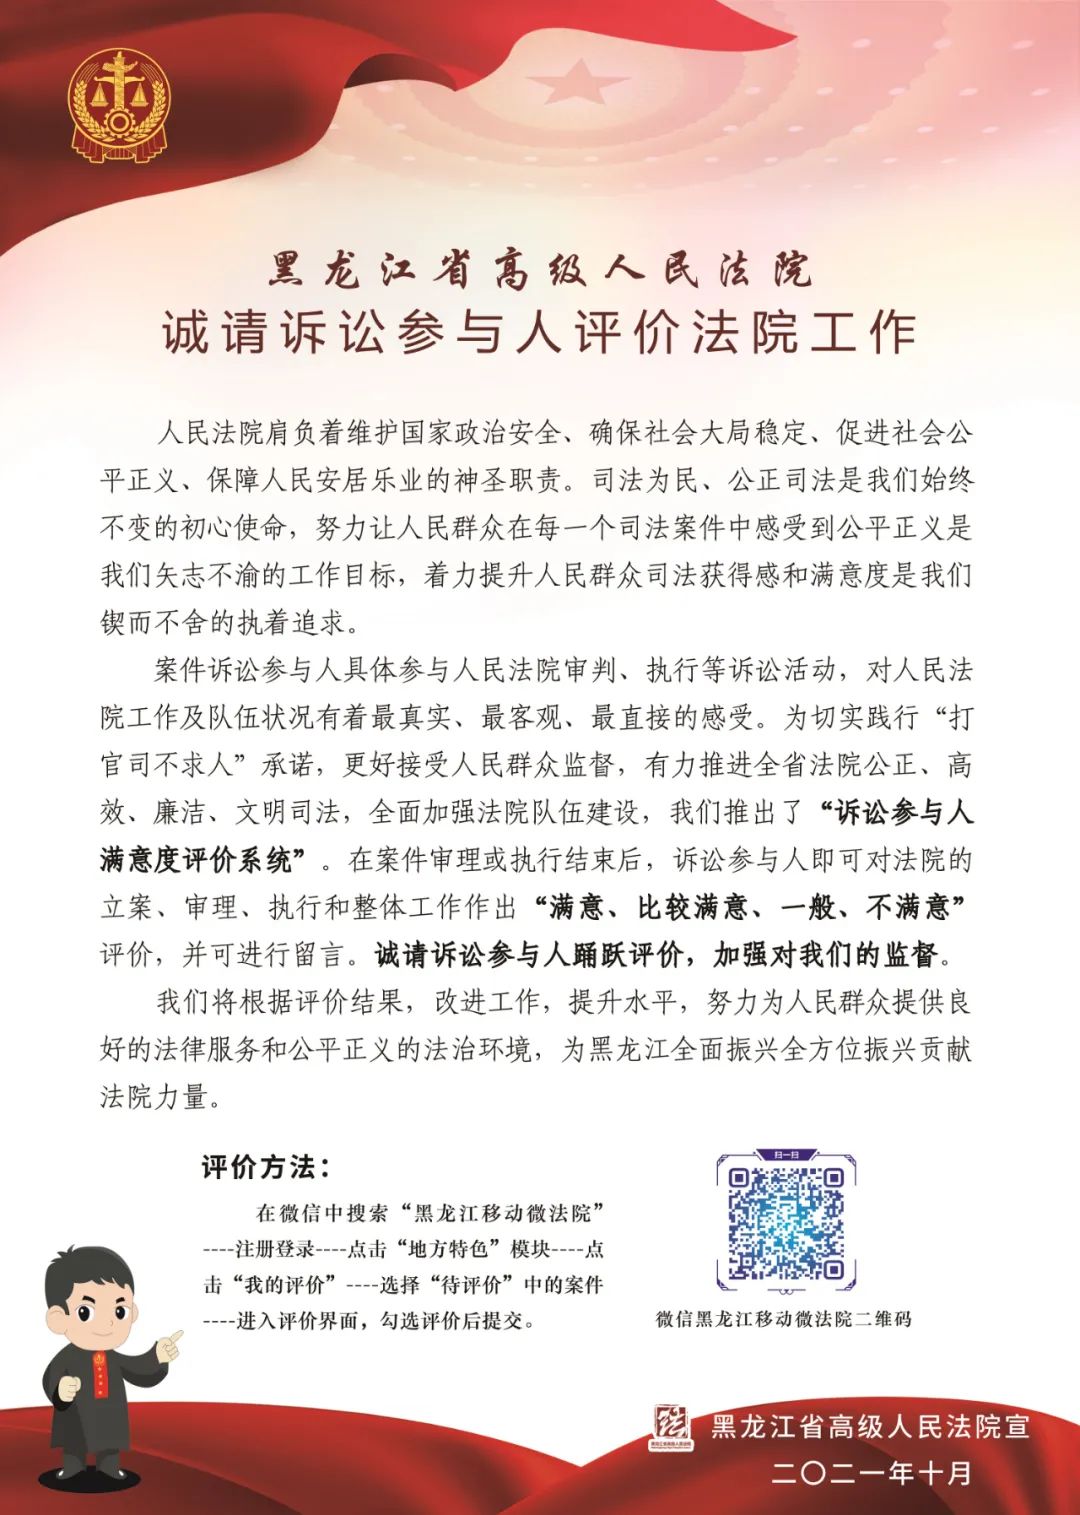 黑龙江省高级人民法院
诚请诉讼参与人评价法院工作
人民法院肩负着维护国家政治安全、确保社会大局稳定、促进社会公
平正义、保障人民安居乐业的神圣职责。司法为民、公正司法是我们始终
不变的初心使命，努力让人民群众在每一个司法案件中感受到公平正义是
我们矢志不渝的工作目标，着力提升人民群众司法获得感和满意度是我们
锲而不舍的执着追求。
案件诉讼参与人具体参与人民法院审判、执行等诉讼活动，对人民法
院工作及队伍状况有着最真实、最客观、最直接的感受。为切实践行“打
官司不求人”承诺，更好接受人民群众监督，有力推进全省法院公正、高
效、廉洁、文明司法，全面加强法院队伍建设，我们推出了“诉讼参与人
满意度评价系统”。在案件审理或执行结束后，诉讼参与人即可对法院的
立案、审理、执行和整体工作作出“满意、比较满意、一般、不满意”
评价，并可进行留言。诚请诉讼参与人踊跃评价，加强对我们的监督。
我们将根据评价结果，改进工作，提升水平，努力为人民群众提供良
好的法律服务和公平正义的法治环境，为黑龙江全面振兴全方位振兴贡献
法院力量。
评价方法：
在微信中搜索“黑龙江移动微法院”
----注册登录----点击“地方特色”模块----点
击“我的评价”----选择“待评价”中的案件
----进入评价界面，勾选评价后提交。
扫一扫
微信黑龙江移动微法院二维码
法
黑龙江省高级人民法院
黑龙江省高级人民法院宣
二〇二一年十月